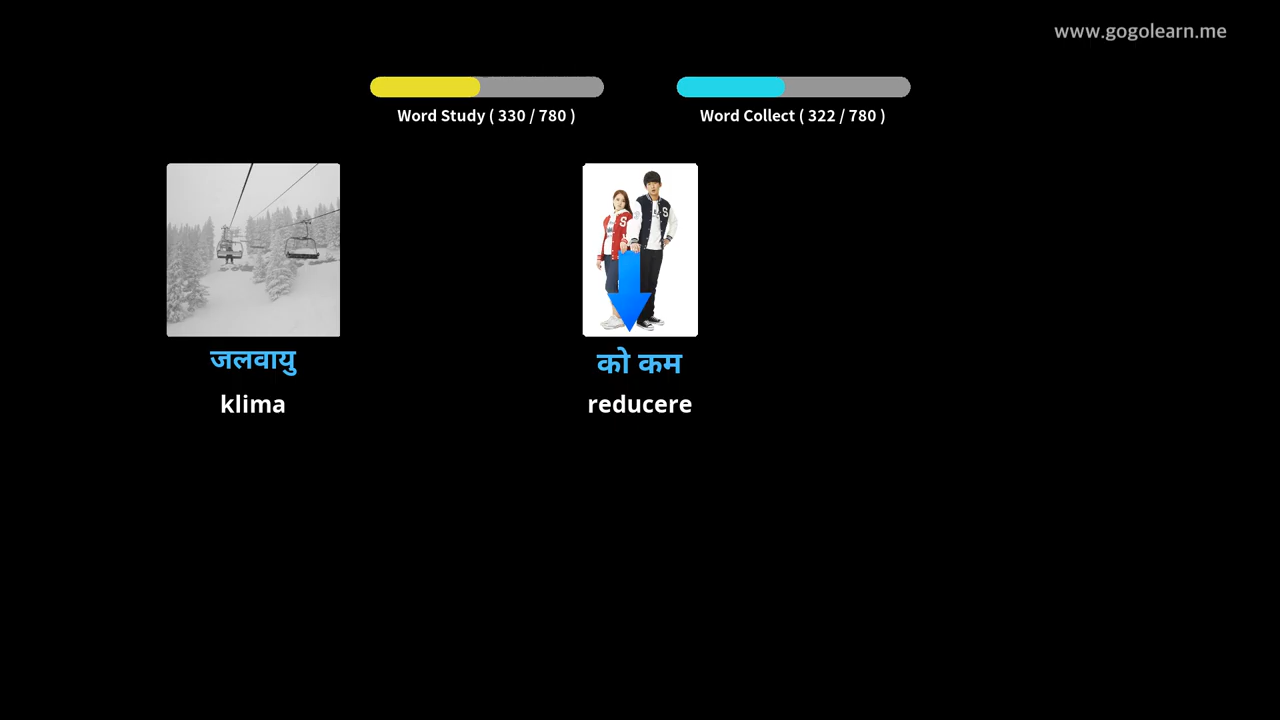 www.gogolearn.me
Word Study ( 330 / 780 )
Word Collect ( 322 / 780 )
जलवायु
klima
को कम
reducere
S
S